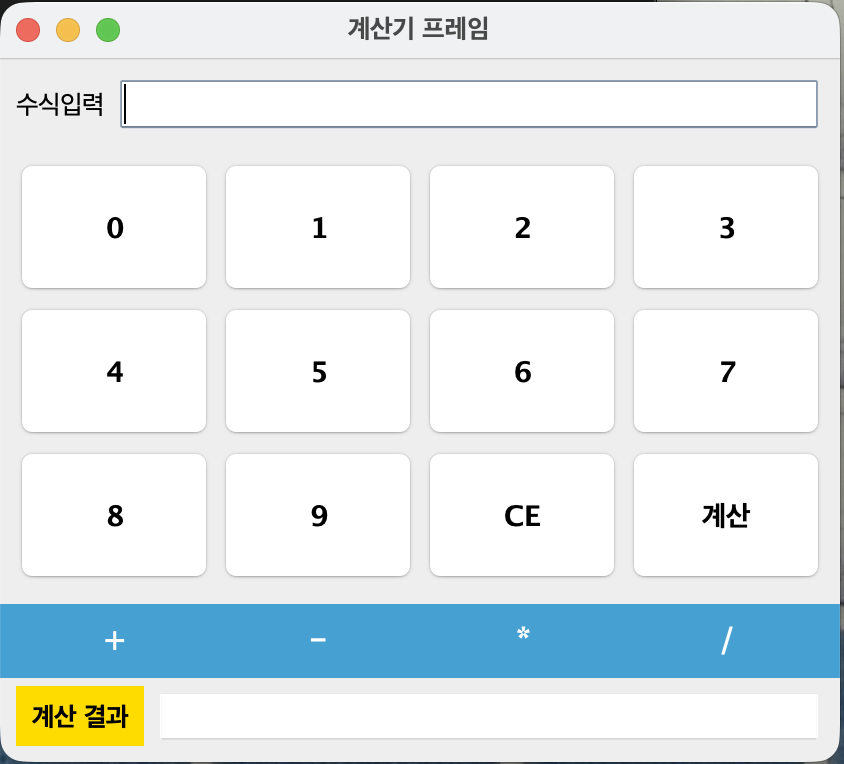 계산기 프레임
수식입력
0 1 2 3
4 5 6 7
8 9 CE 계산
+ - * /
계산 결과